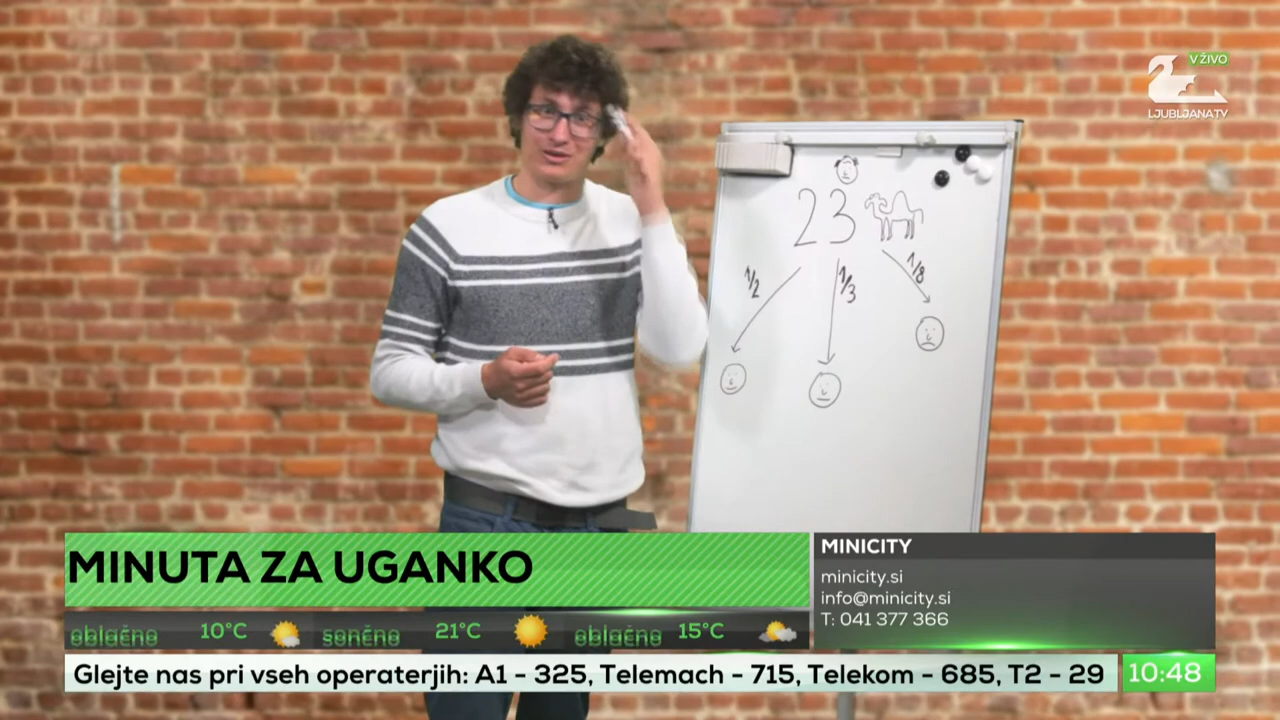 V ŽIVO
LJUBLJANATV
23
1/2
1/3
1/8
MINUTA ZA UGANKO
MINICITY
minicity.si
info@minicity.si
T: 041 377 366
oblačno 10°C sončno 21°C oblačno 15°C
Glejte nas pri vseh operaterjih: A1 - 325, Telemach - 715, Telekom - 685, T2 - 29
10:48